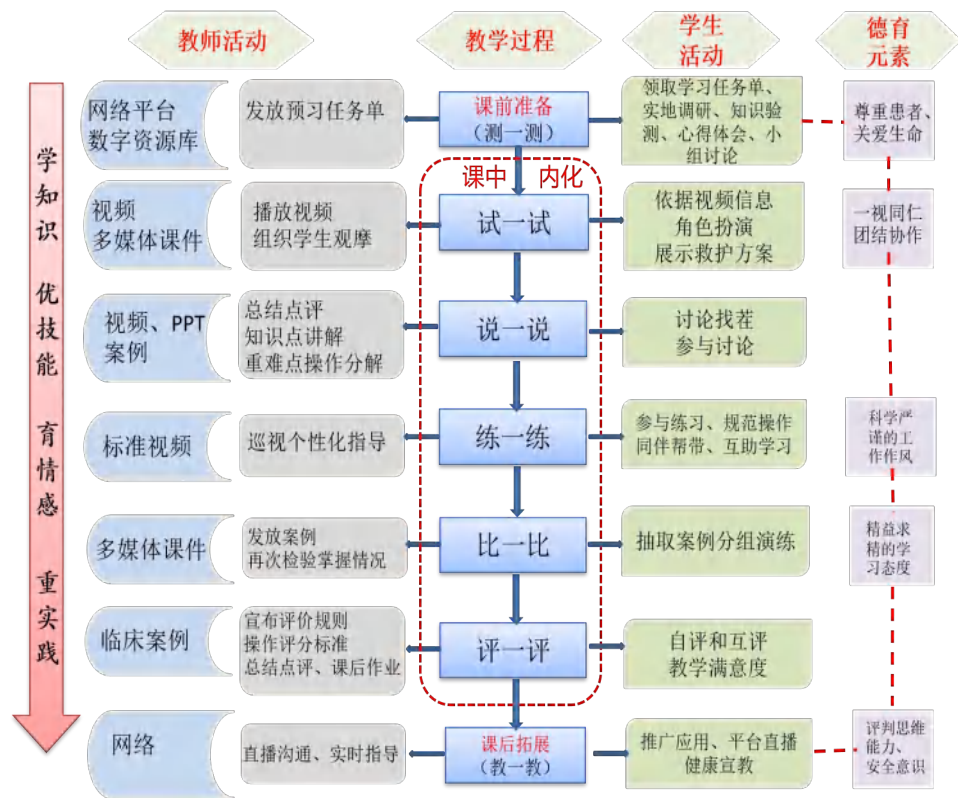 教师活动
教学过程
学生
活动
德育
元素
学知识 优技能 育情感 重实践
网络平台
数字资源库
发放预习任务单
课前准备
（测一测）
领取学习任务单、
实地调研、知识验
测、心得体会、小
组讨论
尊重患者、
关爱生命
课中 内化
视频
多媒体课件
播放视频
组织学生观摩
试一试
依据视频信息
角色扮演
展示救护方案
一视同仁
团结协作
视频、PPT
案例
总结点评
知识点讲解
重难点操作分解
说一说
讨论找茬
参与讨论
标准视频
巡视个性化指导
练一练
参与练习、规范操作
同伴帮带、互助学习
科学严
谨的工
作作风
多媒体课件
发放案例
再次检验掌握情况
比一比
抽取案例分组演练
精益求
精的学
习态度
临床案例
宣布评价规则
操作评分标准
总结点评、课后作业
评一评
自评和互评
教学满意度
网络
直播沟通、实时指导
课后拓展
（教一教）
推广应用、平台直播
健康宣教
评判思维
能力、
安全意识